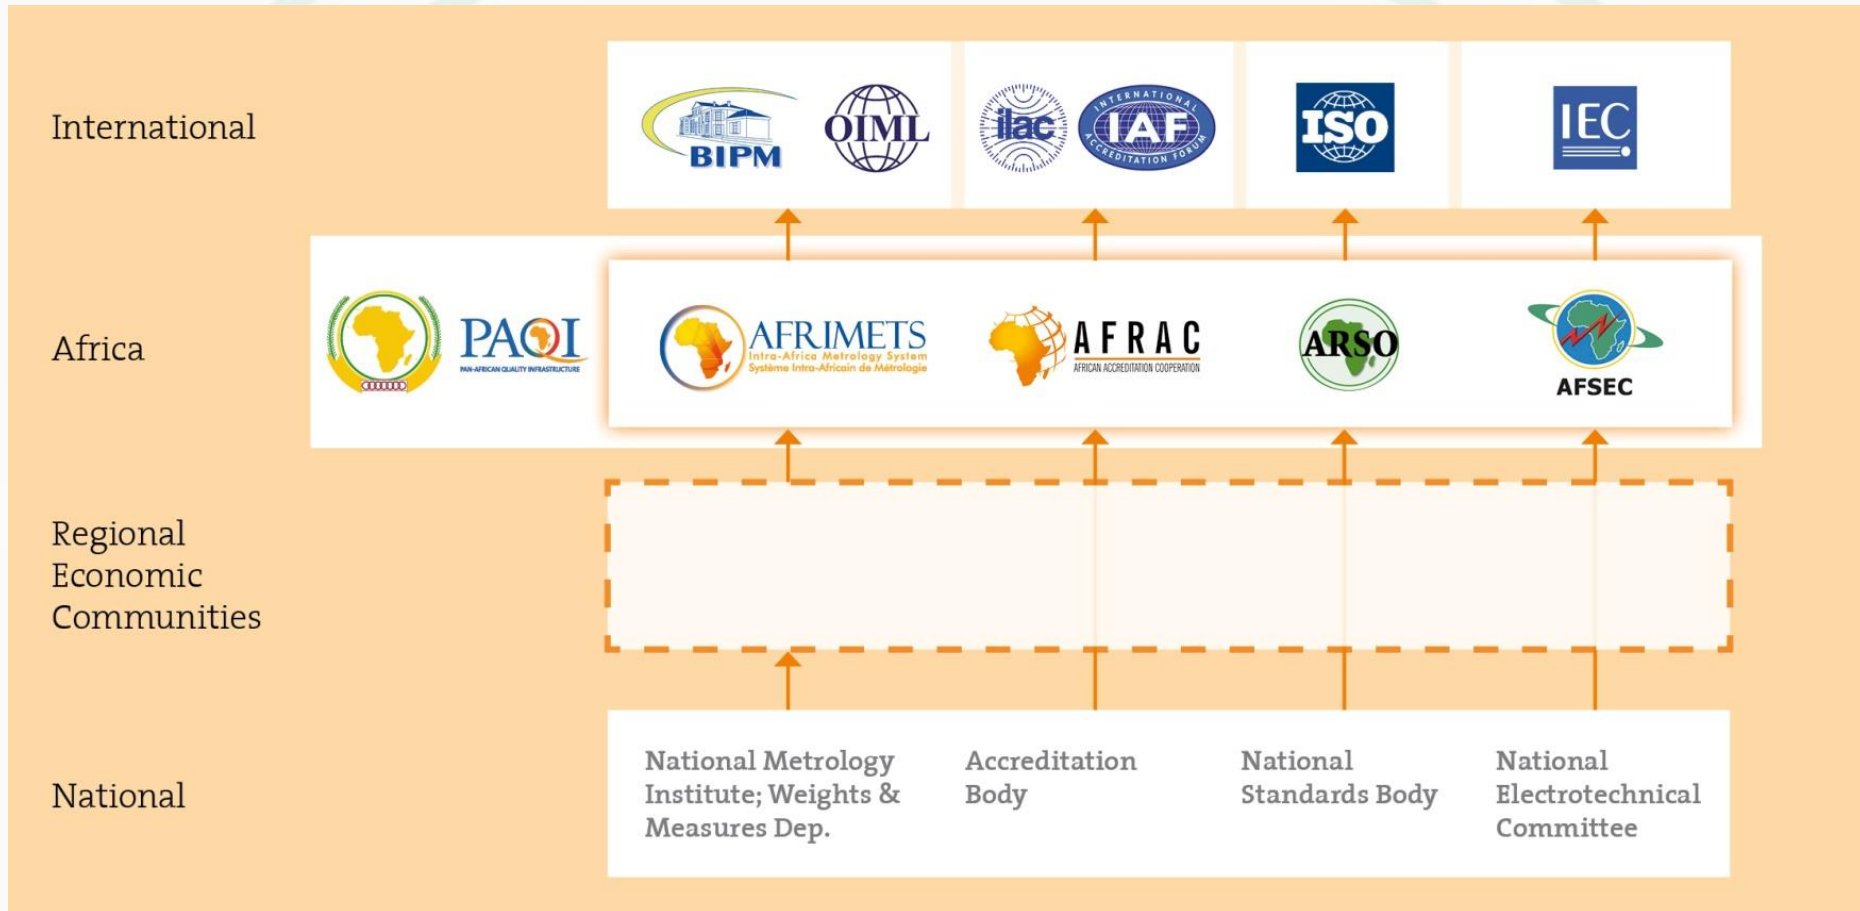 International
BIPM
OIML
ilac
INTERNATIONAL
IAF
ACCREDITATION FORUM
ISO
IEC
Africa
PAQI
PAN-AFRICAN QUALITY INFRASTRUCTURE
AFRIMETS
Intra-Africa Metrology System
Système Intra-Africain de Métrologie
AFRAC
AFRICAN ACCREDITATION COOPERATION
ARSO
AFSEC
Regional
Economic
Communities
National
National Metrology
Institute; Weights &
Measures Dep.
Accreditation
Body
National
Standards Body
National
Electrotechnical
Committee